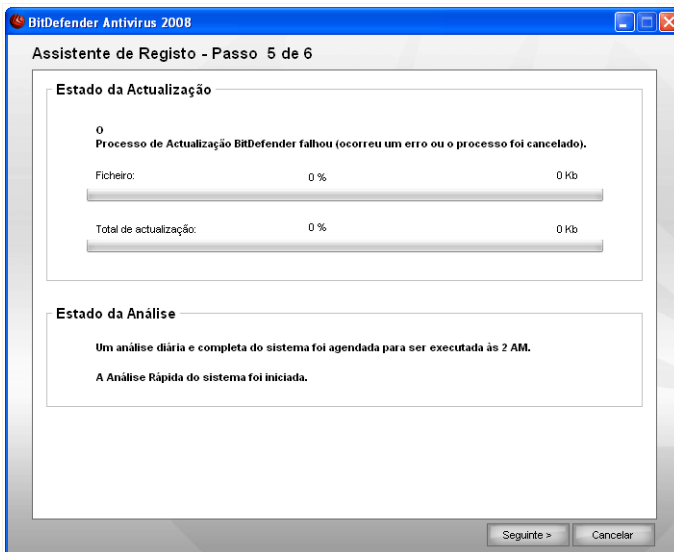 BitDefender Antivirus 2008
Assistente de Registo - Passo 5 de 6
Estado da Actualização
O
Processo de Actualização BitDefender falhou (ocorreu um erro ou o processo foi cancelado).
Ficheiro: 0 % 0 Kb
Total de actualização: 0 % 0 Kb
Estado da Análise
Um análise diária e completa do sistema foi agendada para ser executada às 2 AM.
A Análise Rápida do sistema foi iniciada.
Seguinte > Cancelar